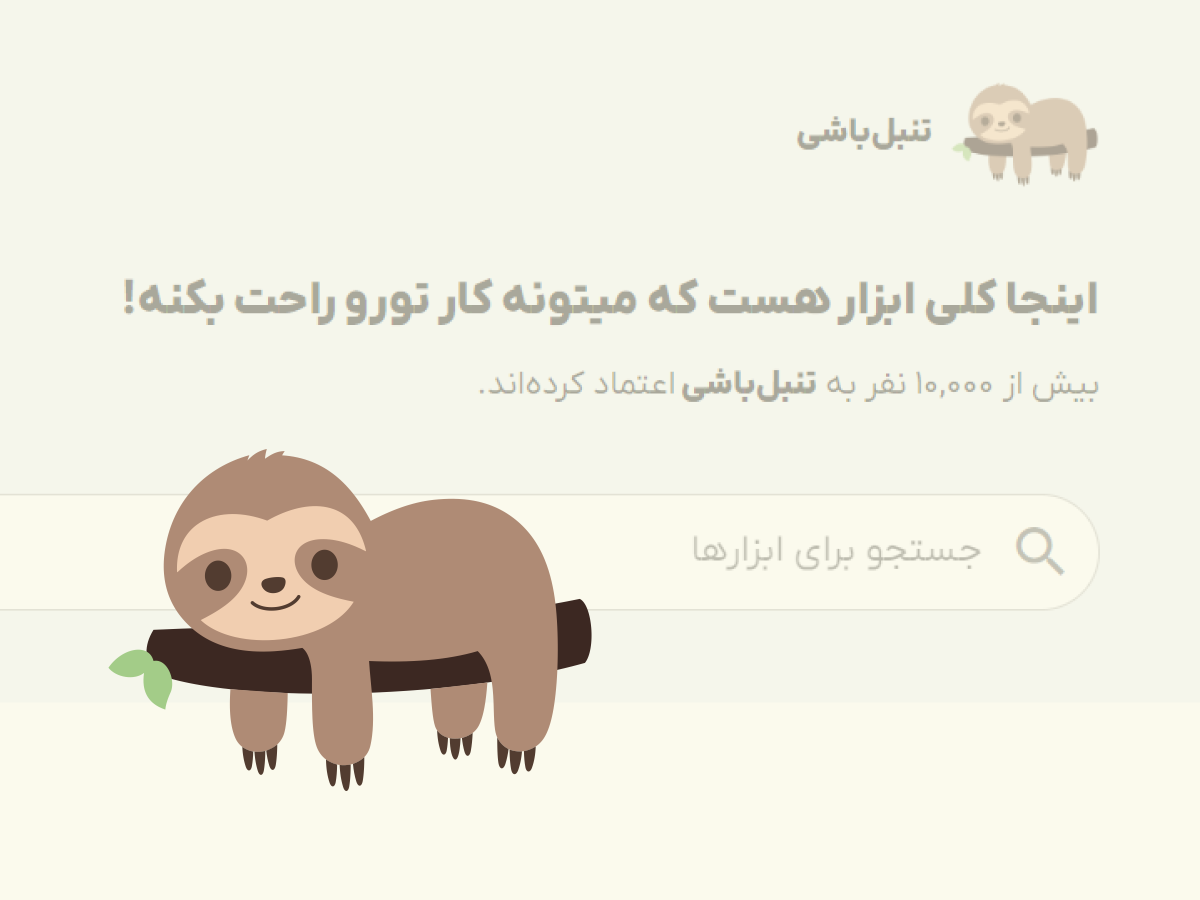 تنبل‌باشی
اینجا کلی ابزار هست که میتونه کار تورو راحت بکنه!
بیش از ۱۰,۰۰۰ نفر به تنبل‌باشی اعتماد کرده‌اند.
جستجو برای ابزارها